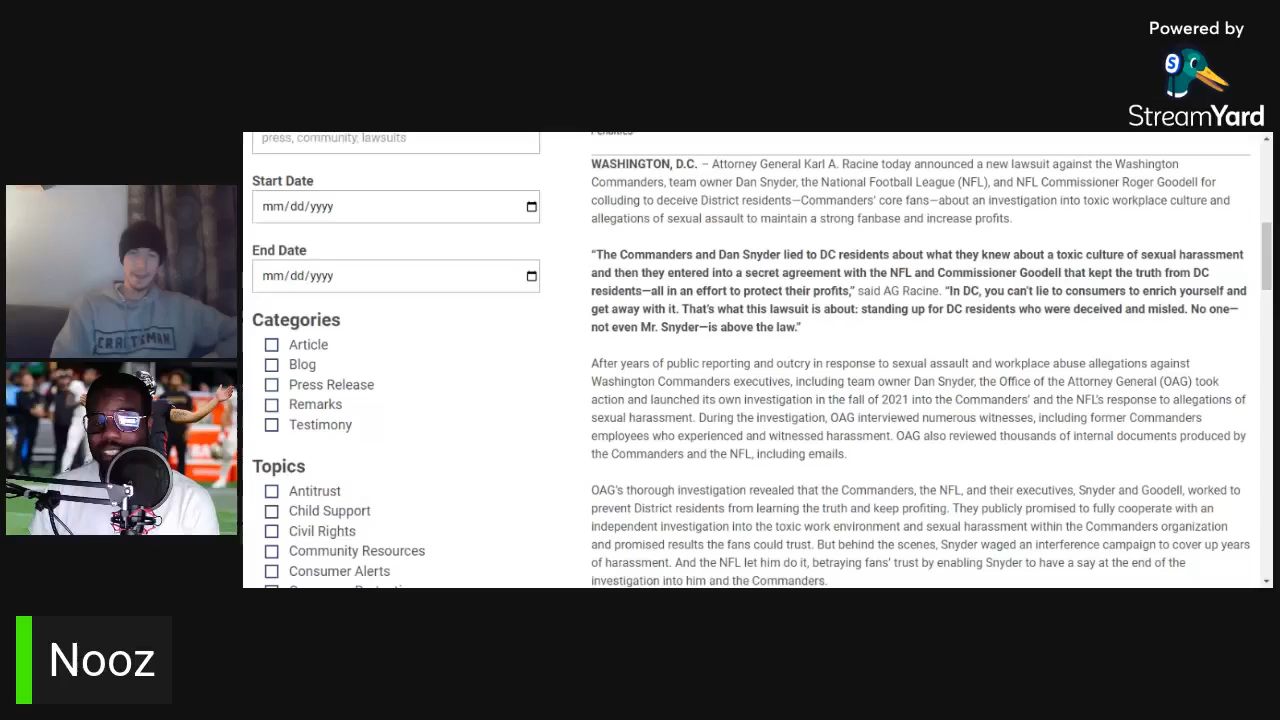 Powered by
StreamYard
press, community, lawsuits
Start Date
mm/dd/yyyy
End Date
mm/dd/yyyy
Categories
Article
Blog
Press Release
Remarks
Testimony
Topics
Antitrust
Child Support
Civil Rights
Community Resources
Consumer Alerts
Penalties
WASHINGTON, D.C. – Attorney General Karl A. Racine today announced a new lawsuit against the Washington
Commanders, team owner Dan Snyder, the National Football League (NFL), and NFL Commissioner Roger Goodell for
colluding to deceive District residents—Commanders’ core fans—about an investigation into toxic workplace culture and
allegations of sexual assault to maintain a strong fanbase and increase profits.
“The Commanders and Dan Snyder lied to DC residents about what they knew about a toxic culture of sexual harassment
and then they entered into a secret agreement with the NFL and Commissioner Goodell that kept the truth from DC
residents—all in an effort to protect their profits,” said AG Racine. “In DC, you can’t lie to consumers to enrich yourself and
get away with it. That’s what this lawsuit is about: standing up for DC residents who were deceived and misled. No one—
not even Mr. Snyder—is above the law.”
After years of public reporting and outcry in response to sexual assault and workplace abuse allegations against
Washington Commanders executives, including team owner Dan Snyder, the Office of the Attorney General (OAG) took
action and launched its own investigation in the fall of 2021 into the Commanders’ and the NFL’s response to allegations of
sexual harassment. During the investigation, OAG interviewed numerous witnesses, including former Commanders
employees who experienced and witnessed harassment. OAG also reviewed thousands of internal documents produced by
the Commanders and the NFL, including emails.
OAG’s thorough investigation revealed that the Commanders, the NFL, and their executives, Snyder and Goodell, worked to
prevent District residents from learning the truth and keep profiting. They publicly promised to fully cooperate with an
independent investigation into the toxic work environment and sexual harassment within the Commanders organization
and promised results the fans could trust. But behind the scenes, Snyder waged an interference campaign to cover up years
of harassment. And the NFL let him do it, betraying fans’ trust by enabling Snyder to have a say at the end of the
investigation into him and the Commanders.
CRAFTSMAN
Nooz